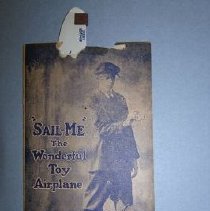 "SAIL-ME"
The
Wonderful
Toy
Airplane